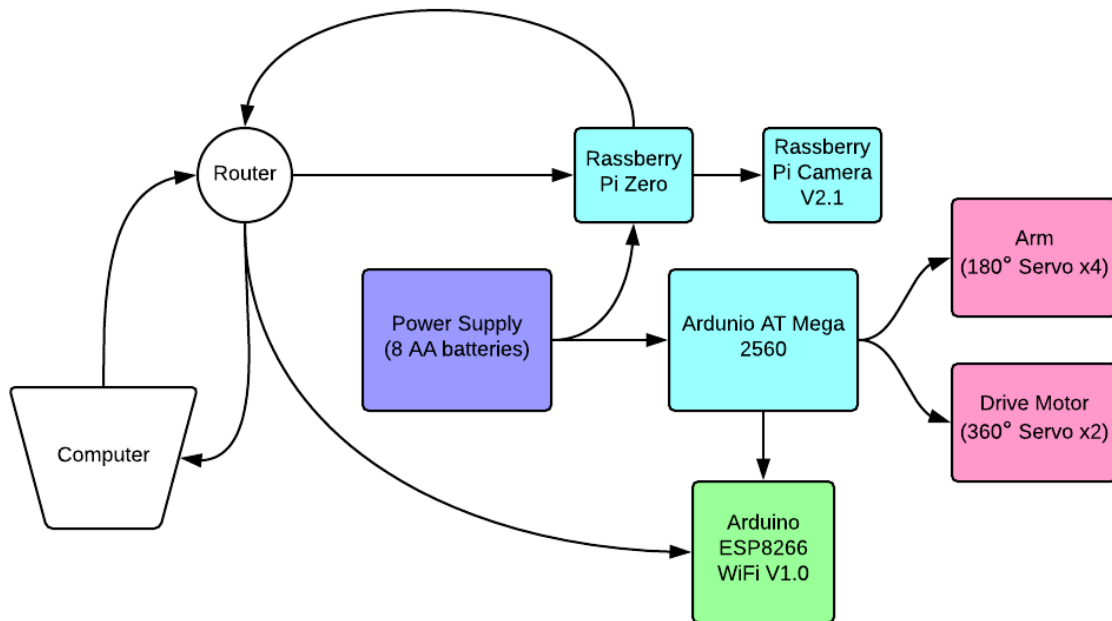 Router
Rassberry
Pi Zero
Rassberry
Pi Camera
V2.1
Arm
(180° Servo x4)
Power Supply
(8 AA batteries)
Ardunio AT Mega
2560
Drive Motor
(360° Servo x2)
Computer
Arduino
ESP8266
WiFi V1.0